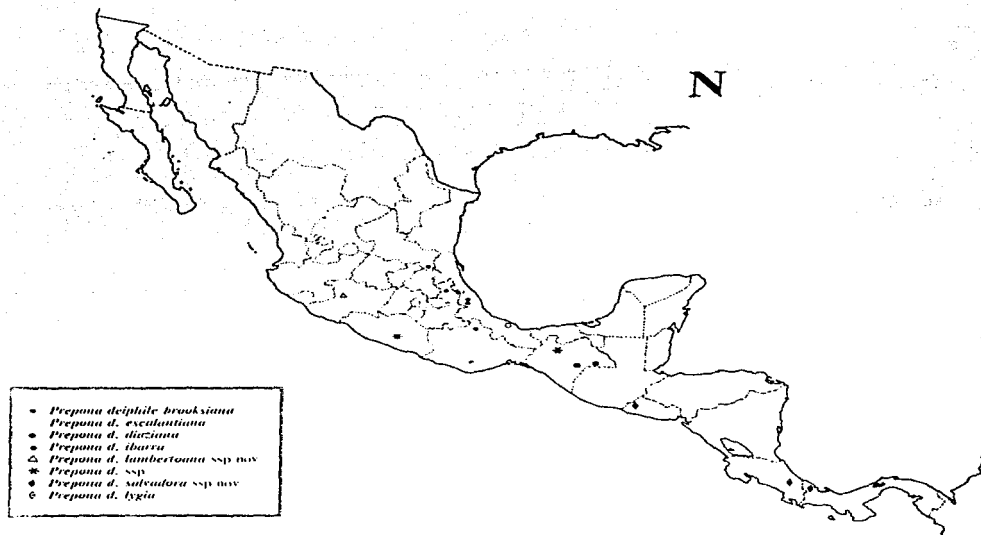 N
Prepona deiphile brooksiana
Prepona d. escalantiana
Prepona d. diaziana
Prepona d. ibarra
Prepona d. lambertoana ssp nov
Prepona d. ssp
Prepona d. salvadora ssp nov
Prepona d. lygia